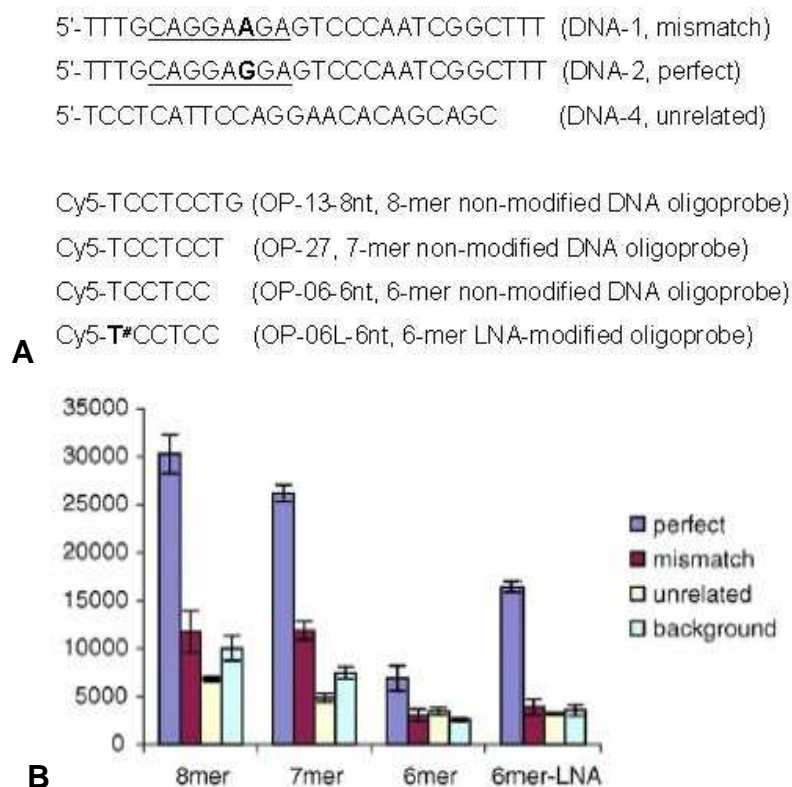 5'-TTTGCAGGAAGAGTCCCAATCGGCTTT (DNA-1, mismatch)
5'-TTTGCAGGAGGAGTCCCAATCGGCTTT (DNA-2, perfect)
5'-TCCTCATTCCAGGAACACAGCAGC (DNA-4, unrelated)
Cy5-TCCTCCTG (OP-13-8nt, 8-mer non-modified DNA oligoprobe)
Cy5-TCCTCCT (OP-27, 7-mer non-modified DNA oligoprobe)
Cy5-TCCTCC (OP-06-6nt, 6-mer non-modified DNA oligoprobe)
Cy5-T#CCTCC (OP-06L-6nt, 6-mer LNA-modified oligoprobe)
A
35000
30000
25000
20000
15000
10000
5000
0
8mer 7mer 6mer 6mer-LNA
perfect
mismatch
unrelated
background
B